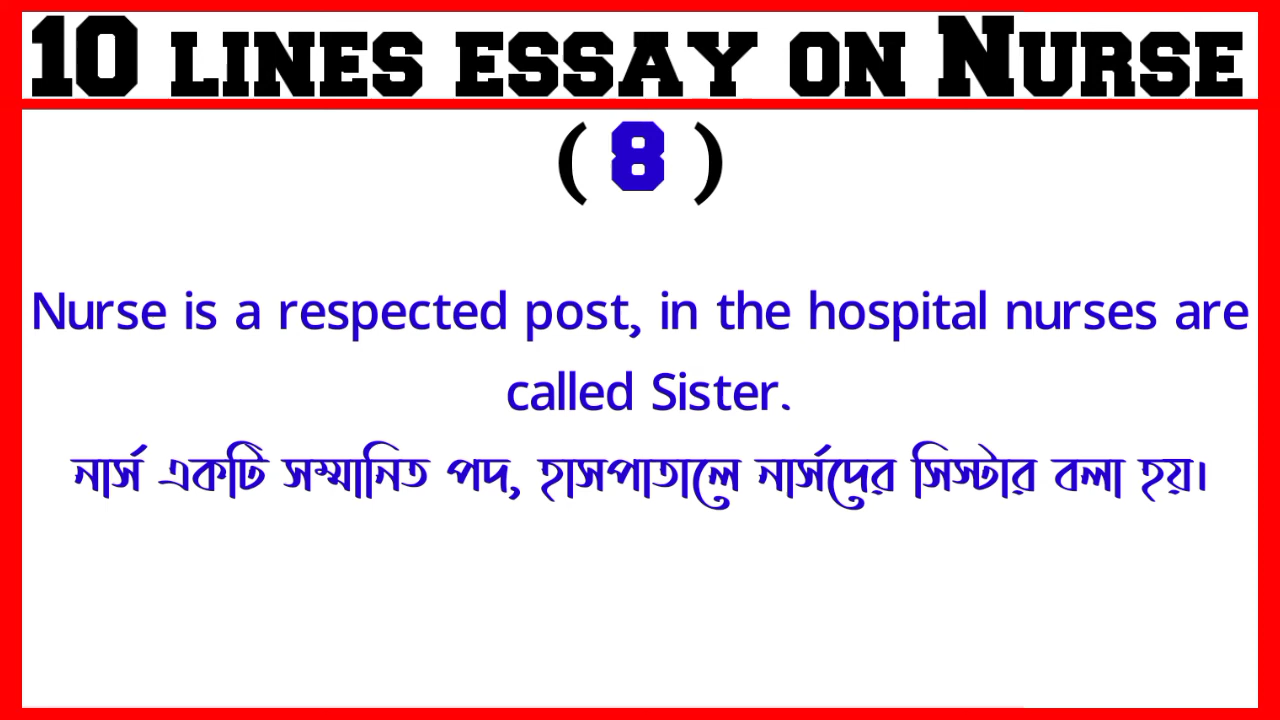 10 LINES ESSAY ON NURSE
( 8 )
Nurse is a respected post, in the hospital nurses are
called Sister.
নার্স একটি সম্মানিত পদ, হাসপাতালে নার্সদের সিস্টার বলা হয়।